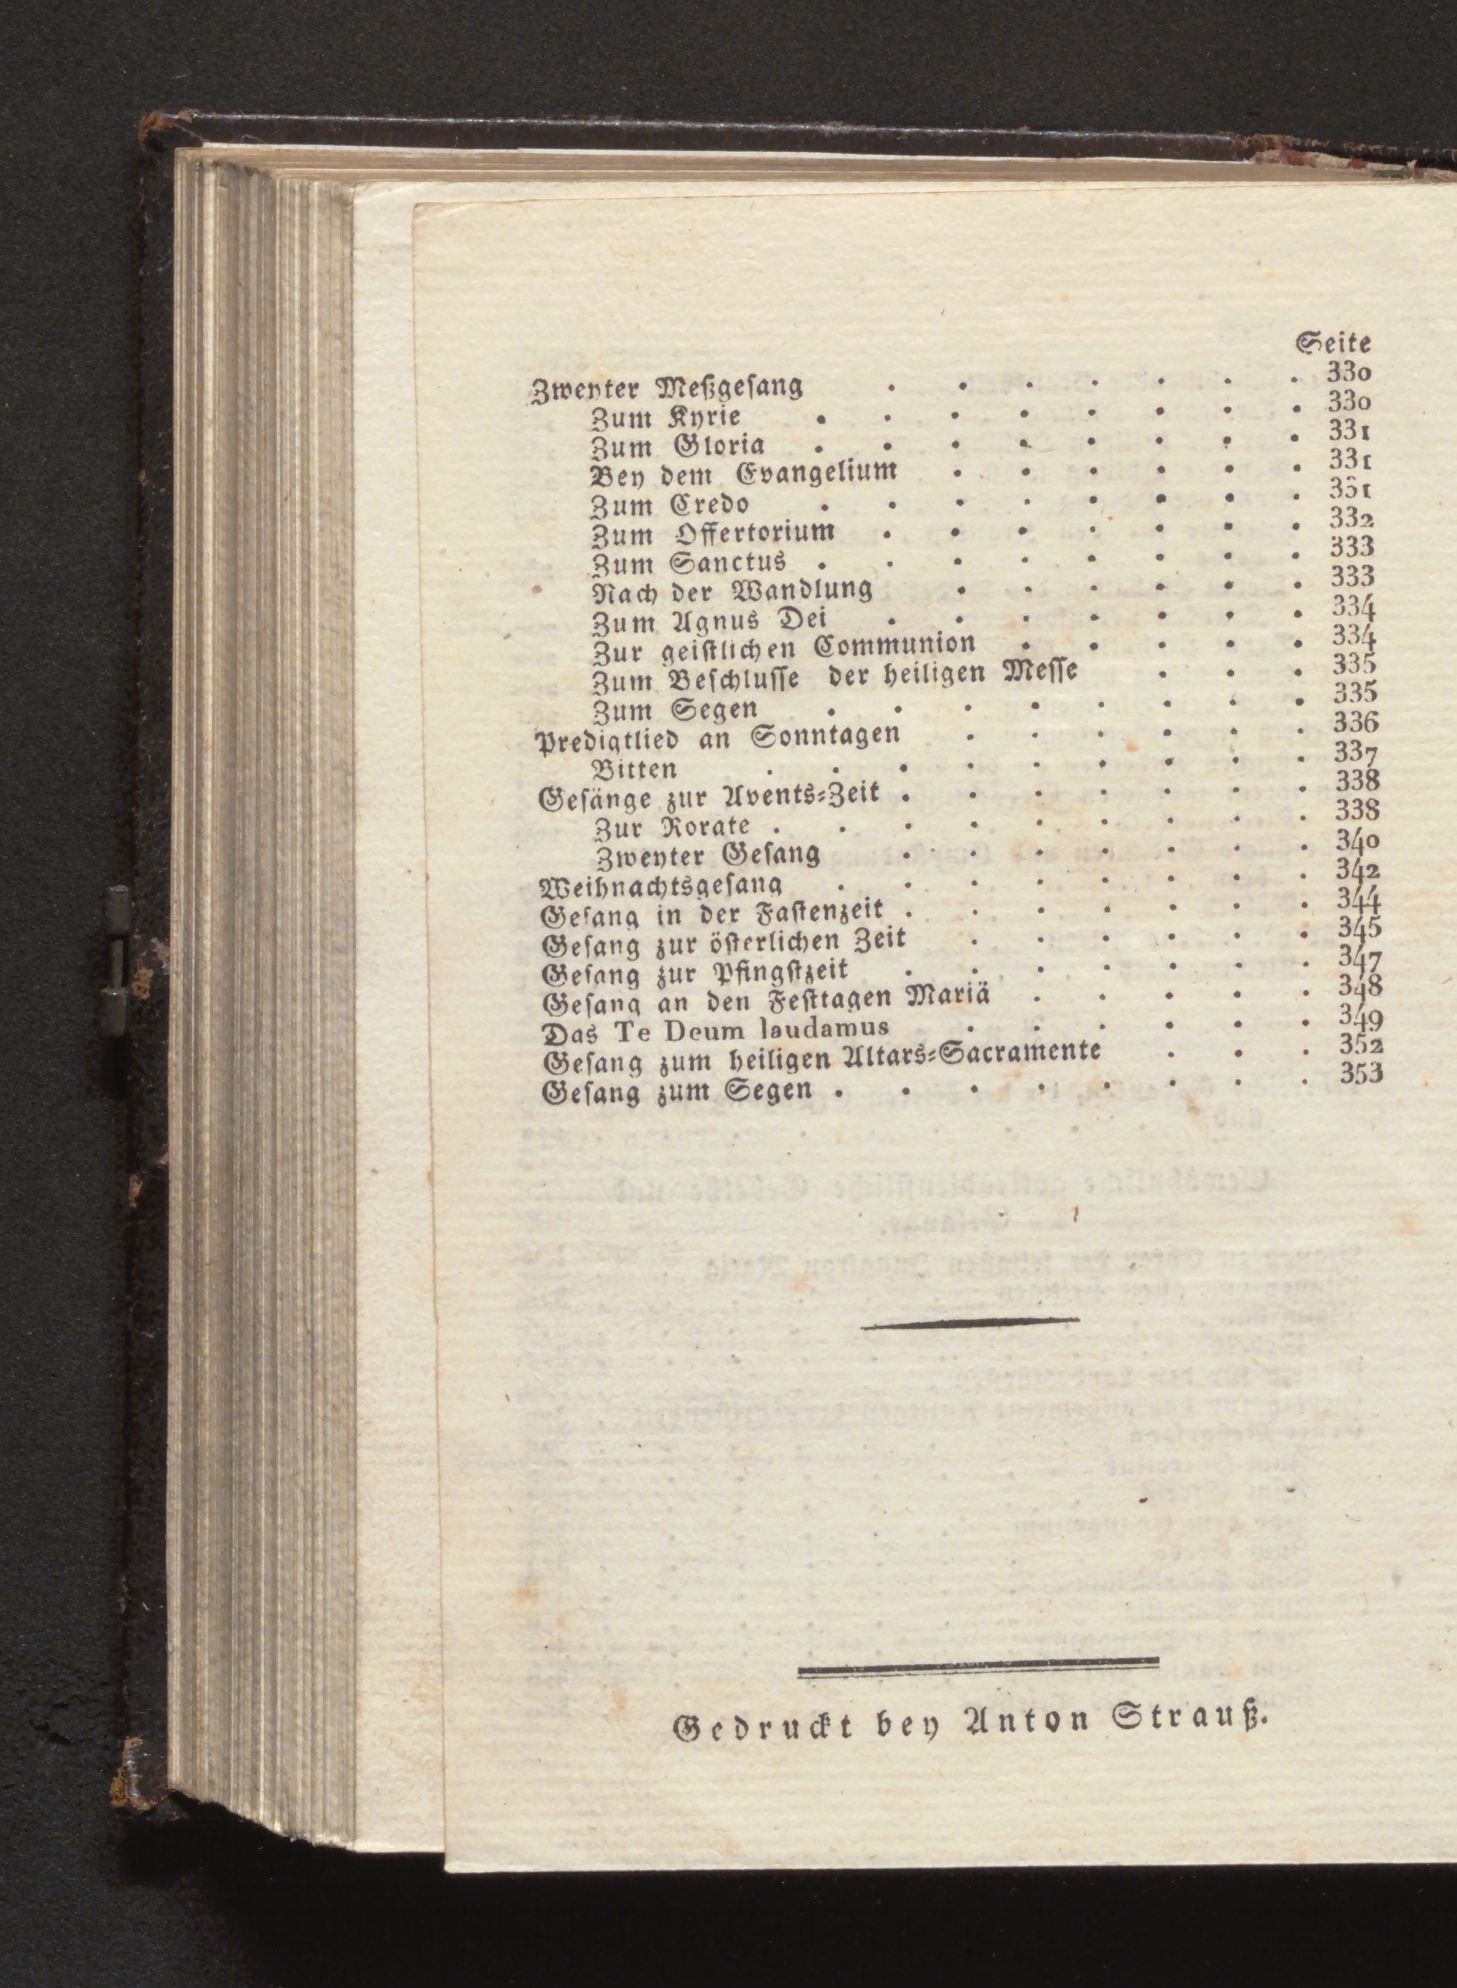 Seite
Zweyter Meßgesang . . . . . . . 330
Zum Kyrie . . . . . . . . 330
Zum Gloria . . . . . . . . 331
Bey dem Evangelium . . . . . . 331
Zum Credo . . . . . . . . 331
Zum Offertorium . . . . . . . 332
Zum Sanctus . . . . . . . . 333
Nach der Wandlung . . . . . . 333
Zum Agnus Dei . . . . . . . 334
Zur geistlichen Communion . . . . . 334
Zum Beschlusse der heiligen Messe . . . 335
Zum Segen . . . . . . . . 335
Predigtlied an Sonntagen . . . . . . 336
Bitten . . . . . . . . . 337
Gesänge zur Avents-Zeit . . . . . . . 338
Zur Rorate . . . . . . . . . 338
Zweyter Gesang . . . . . . . 340
Weihnachtsgesang . . . . . . . . 342
Gesang in der Fastenzeit . . . . . . . 344
Gesang zur österlichen Zeit . . . . . . 345
Gesang zur Pfingstzeit . . . . . . . 347
Gesang an den Festtagen Mariä . . . . . 348
Das Te Deum laudamus . . . . . . 349
Gesang zum heiligen Altars-Sacramente . . . 352
Gesang zum Segen . . . . . . . . 353
Gedruckt bey Anton Strauß.